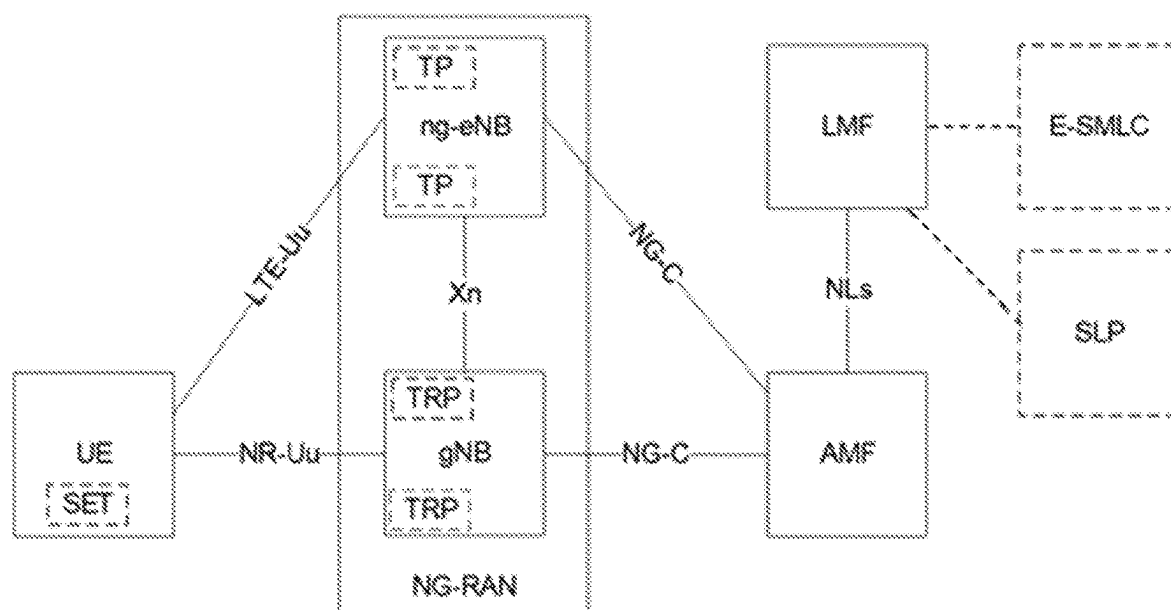 TP
ng-eNB
TP
LMF
E-SMLC
LTE-Uu
Xn
NG-C
NLs
SLP
UE
SET
NR-Uu
TRP
gNB
TRP
NG-C
AMF
NG-RAN